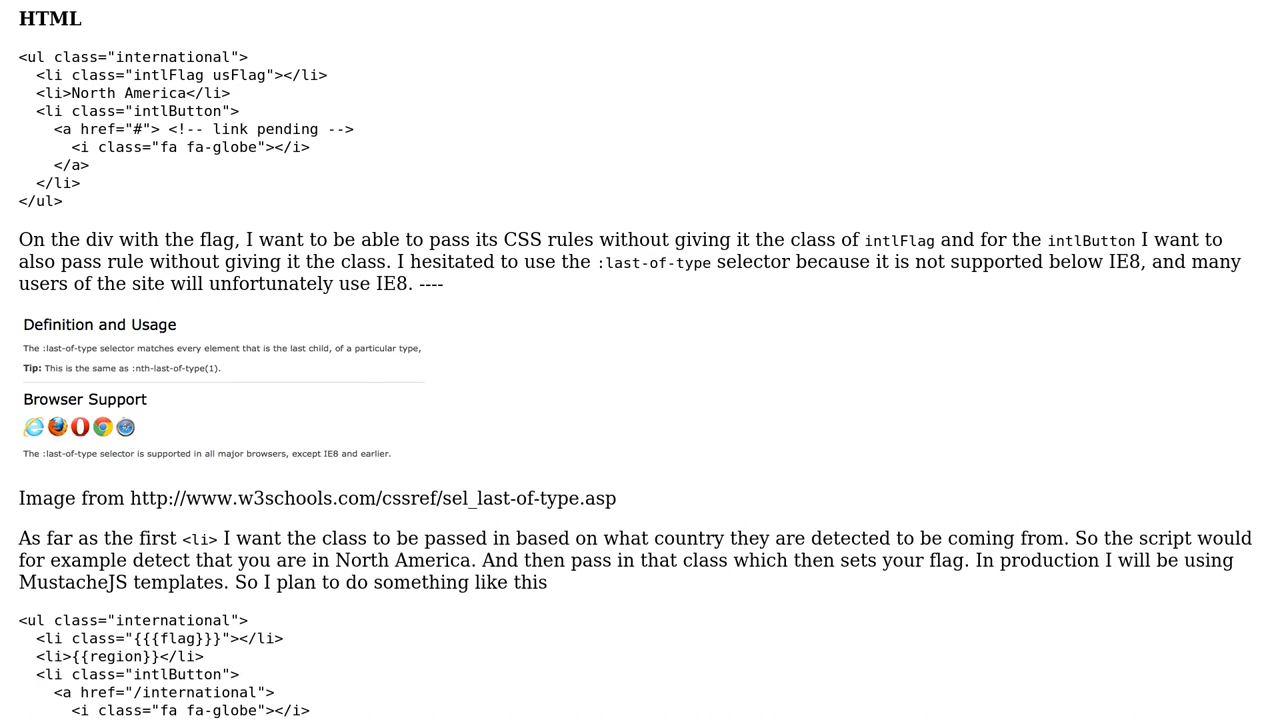 HTML
<ul class="international">
  <li class="intlFlag usFlag"></li>
  <li>North America</li>
  <li class="intlButton">
    <a href="#"> <!-- link pending -->
      <i class="fa fa-globe"></i>
    </a>
  </li>
</ul>
On the div with the flag, I want to be able to pass its CSS rules without giving it the class of intlFlag and for the intlButton I want to
also pass rule without giving it the class. I hesitated to use the :last-of-type selector because it is not supported below IE8, and many
users of the site will unfortunately use IE8. ----
Definition and Usage
The :last-of-type selector matches every element that is the last child, of a particular type,
Tip: This is the same as :nth-last-of-type(1).
Browser Support
The :last-of-type selector is supported in all major browsers, except IE8 and earlier.
Image from http://www.w3schools.com/cssref/sel_last-of-type.asp
As far as the first <li> I want the class to be passed in based on what country they are detected to be coming from. So the script would
for example detect that you are in North America. And then pass in that class which then sets your flag. In production I will be using
MustacheJS templates. So I plan to do something like this
<ul class="international">
  <li class="{{{flag}}}"></li>
  <li>{{region}}</li>
  <li class="intlButton">
    <a href="/international">
      <i class="fa fa-globe"></i>